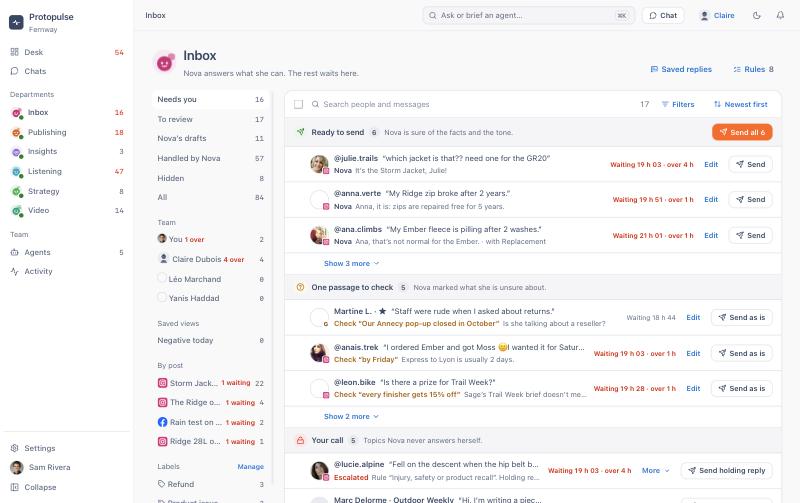 Protopulse
Fernway
Desk 54
Chats
Departments
Inbox 16
Publishing 18
Insights 3
Listening 47
Strategy 8
Video 14
Team
Agents 5
Activity
Settings
Sam Rivera
Collapse
Inbox
Ask or brief an agent... ⌘K
Chat
Claire
Inbox
Nova answers what she can. The rest waits here.
Saved replies
Rules 8
Needs you 16
To review 17
Nova's drafts 11
Handled by Nova 57
Hidden 8
All 84
Team
You 1 over 2
Claire Dubois 4 over 4
Léo Marchand 0
Yanis Haddad 0
Saved views
Negative today 0
By post
Storm Jack... 1 waiting 22
The Ridge o... 1 waiting 4
Rain test on ... 1 waiting 2
Ridge 28L o... 1 waiting 1
Labels Manage
Refund 3
Product issue
Search people and messages 17 Filters Newest first
Ready to send 6 Nova is sure of the facts and the tone. Send all 6
@julie.trails “which jacket is that?? need one for the GR20”
Nova It's the Storm Jacket, Julie!
Waiting 19 h 03 · over 4 h Edit Send
@anna.verte “My Ridge zip broke after 2 years.”
Nova Anna, it is: zips are repaired free for 5 years.
Waiting 19 h 51 · over 1 h Edit Send
@ana.climbs “My Ember fleece is pilling after 2 washes.”
Nova Ana, that's not normal for the Ember. · with Replacement
Waiting 21 h 01 · over 1 h Edit Send
Show 3 more
One passage to check 5 Nova marked what she is unsure about.
Martine L. · ★ “Staff were rude when I asked about returns.”
Check “Our Annecy pop-up closed in October” Is she talking about a reseller?
Waiting 18 h 44 Edit Send as is
@anais.trek “I ordered Ember and got Moss 😅I wanted it for Satur...
Check “by Friday” Express to Lyon is usually 2 days.
Waiting 19 h 03 · over 1 h Edit Send as is
@leon.bike “Is there a prize for Trail Week?”
Check “every finisher gets 15% off” Sage's Trail Week brief doesn't me...
Waiting 19 h 28 · over 1 h Edit Send as is
Show 2 more
Your call 5 Topics Nova never answers herself.
@lucie.alpine “Fell on the descent when the hip belt b...
Escalated Rule “Injury, safety or product recall”. Holding re...
Waiting 19 h 03 · over 4 h More Send holding reply
Marc Delorme · Outdoor Weekly “Hi, I'm writing a piec...